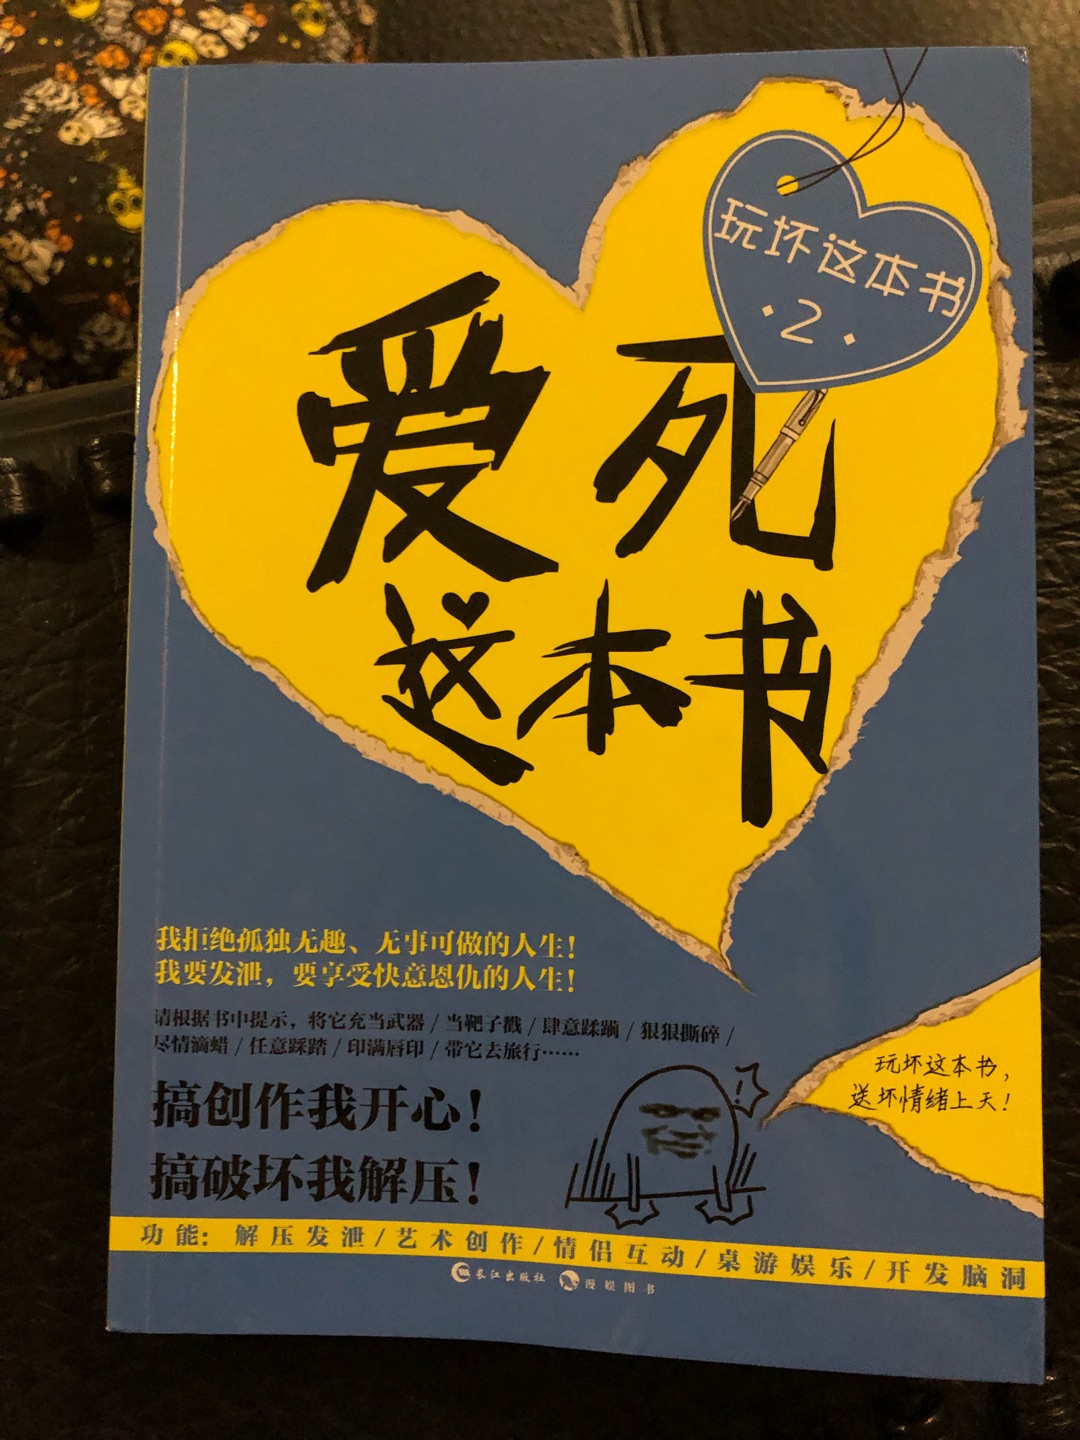 玩坏这本书
·2·
爱死
这本书
我拒绝孤独无趣、无事可做的人生！
我要发泄，要享受快意恩仇的人生！
请根据书中提示，将它充当武器/当靶子戳/肆意蹂躏/狠狠撕碎/
尽情滴蜡/任意踩踏/印满唇印/带它去旅行……
搞创作我开心！
搞破坏我解压！
玩坏这本书，
送坏情绪上天！
功能：解压发泄/艺术创作/情侣互动/桌游娱乐/开发脑洞
长江出版社 漫娱图书